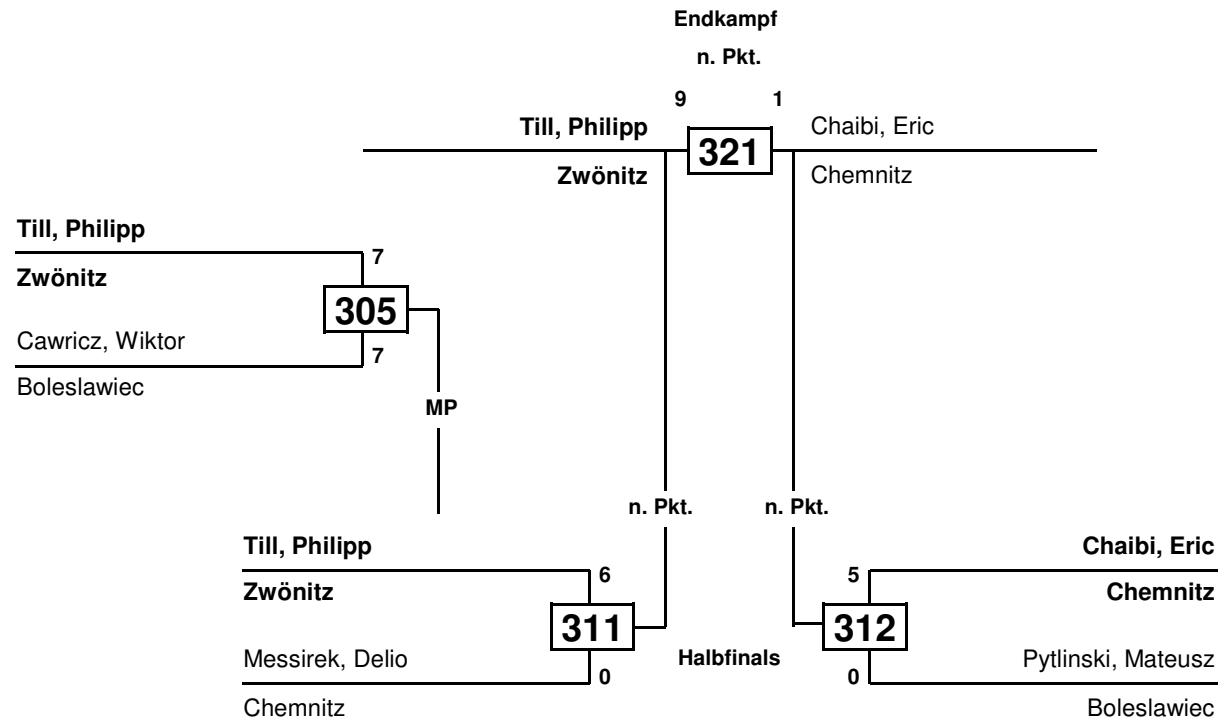 Endkampf
n. Pkt.
9 1
Till, Philipp 321 Chaibi, Eric
Zwönitz Chemnitz
Till, Philipp
7
Zwönitz
305
Cawricz, Wiktor
7
Boleslawiec
MP
n. Pkt. n. Pkt.
Till, Philipp Chaibi, Eric
6 5
Zwönitz Chemnitz
311 312
Messirek, Delio Halbfinals Pytlinski, Mateusz
0 0
Chemnitz Boleslawiec